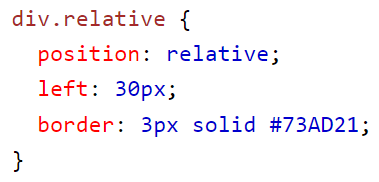 div.relative {
  position: relative;
  left: 30px;
  border: 3px solid #73AD21;
}